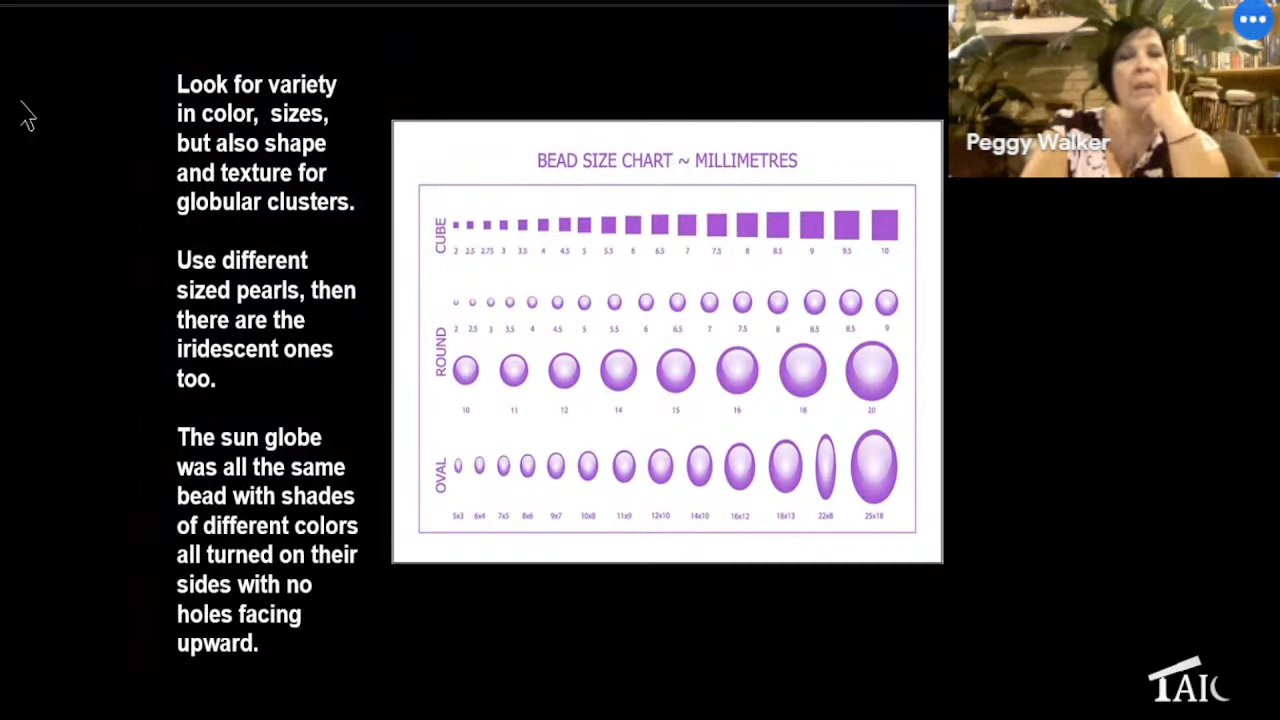 Look for variety
in color, sizes,
but also shape
and texture for
globular clusters.
Use different
sized pearls, then
there are the
iridescent ones
too.
The sun globe
was all the same
bead with shades
of different colors
all turned on their
sides with no
holes facing
upward.
BEAD SIZE CHART ~ MILLIMETRES
CUBE
2 2.5 2.75 3 3.5 4 4.5 5 5.5 6 6.5 7 7.5 8 8.5 9 9.5 10
ROUND
2 2.5 3 3.5 4 4.5 5 5.5 6 6.5 7 7.5 8 8.5 8.5 9
10 11 12 14 15 16 18 20
OVAL
5x3 6x4 7x5 8x6 9x7 10x8 11x9 12x10 14x10 16x12 18x13 22x8 25x18
Peggy Walker
TAIC